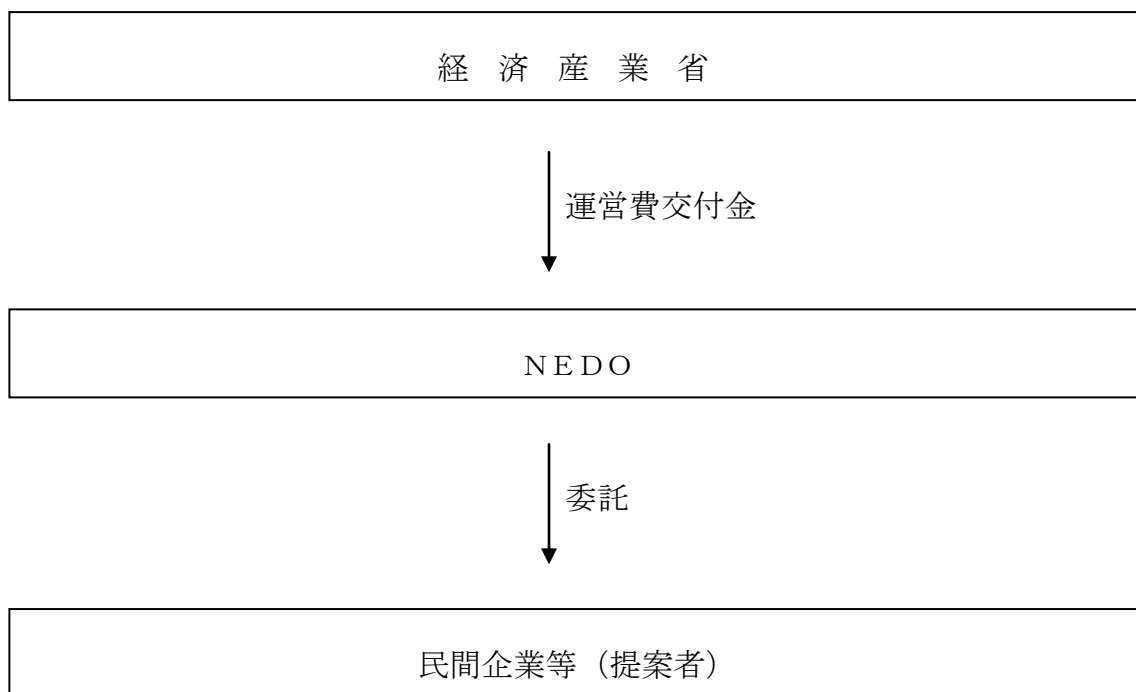 経 済 産 業 省
運営費交付金
ＮＥＤＯ
委託
民間企業等（提案者）